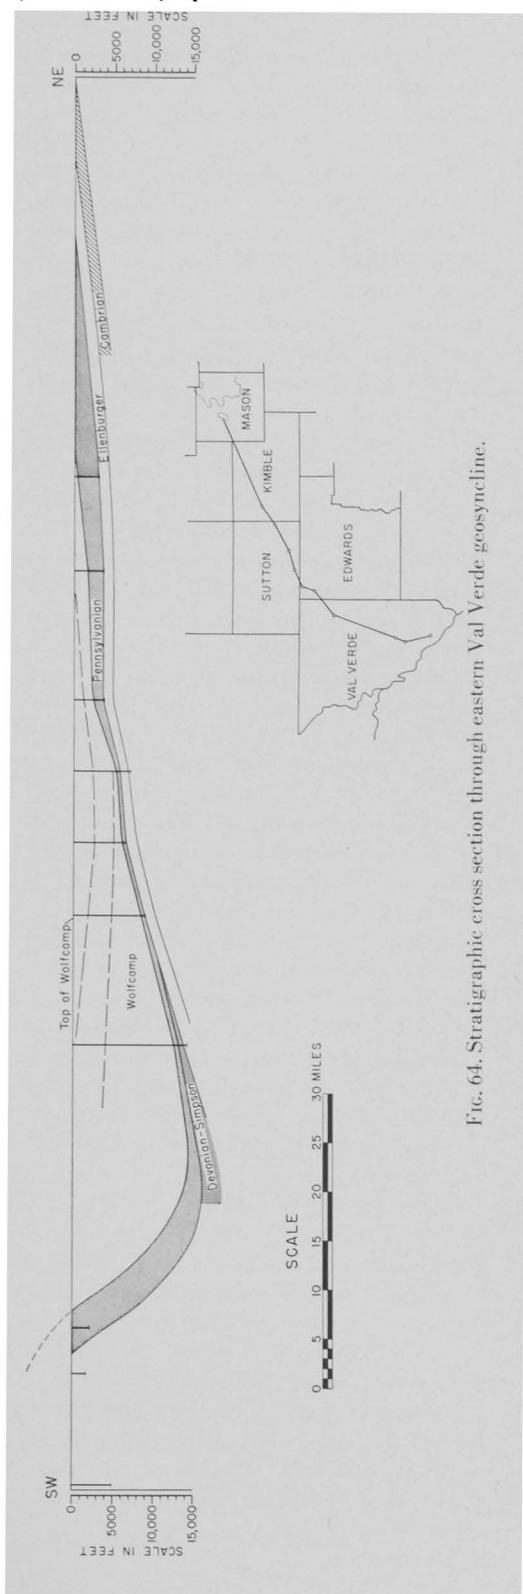 SW
NE
SCALE IN FEET
0
5000
10,000
15,000
SCALE IN FEET
0
5000
10,000
15,000
Top of Wolfcamp
Wolfcamp
Pennsylvanian
Ellenburger
Cambrian
Devonian-Simpson
SCALE
0 5 10 15 20 25 30 MILES
MASON
KIMBLE
SUTTON
EDWARDS
VAL VERDE
FIG. 64. Stratigraphic cross section through eastern Val Verde geosyncline.